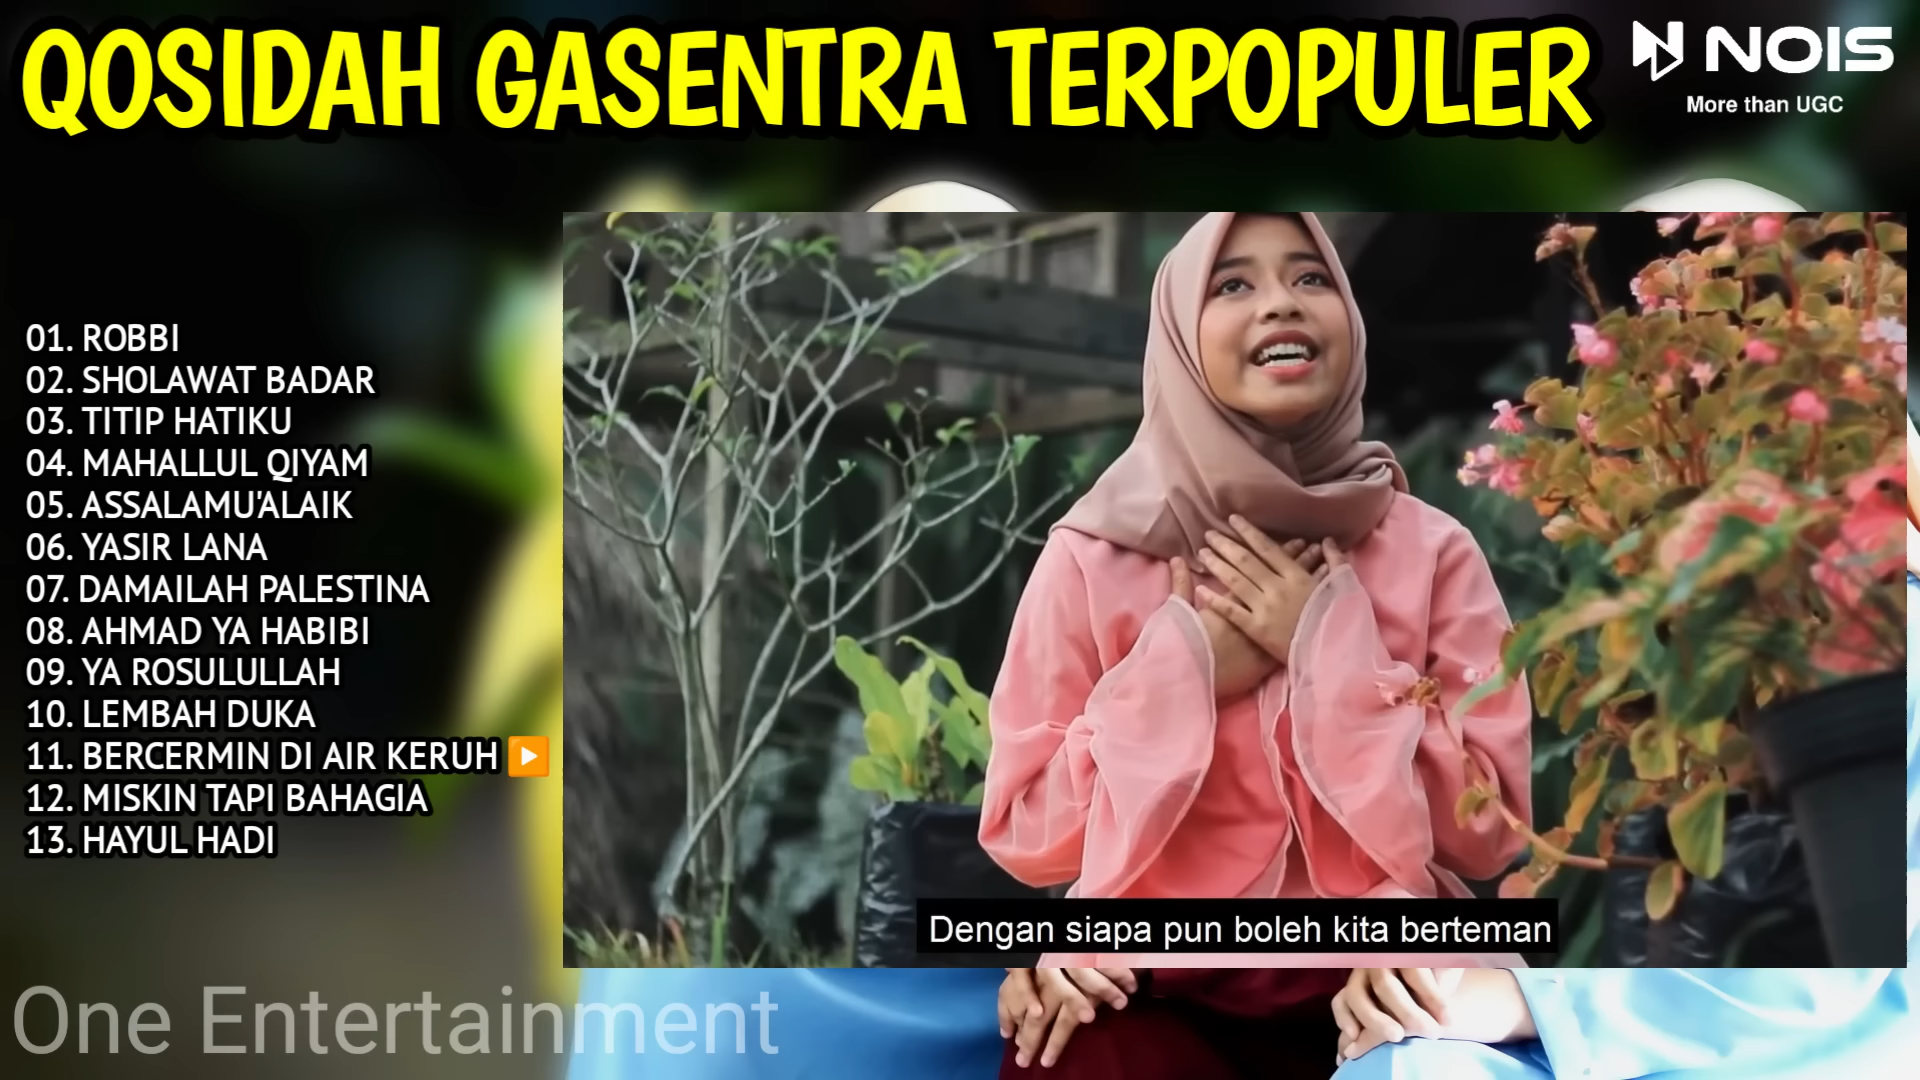 QOSIDAH GASENTRA TERPOPULER
NOIS
More than UGC
01. ROBBI
02. SHOLAWAT BADAR
03. TITIP HATIKU
04. MAHALLUL QIYAM
05. ASSALAMU'ALAIK
06. YASIR LANA
07. DAMAILAH PALESTINA
08. AHMAD YA HABIBI
09. YA ROSULULLAH
10. LEMBAH DUKA
11. BERCERMIN DI AIR KERUH
12. MISKIN TAPI BAHAGIA
13. HAYUL HADI
Dengan siapa pun boleh kita berteman
One Entertainment